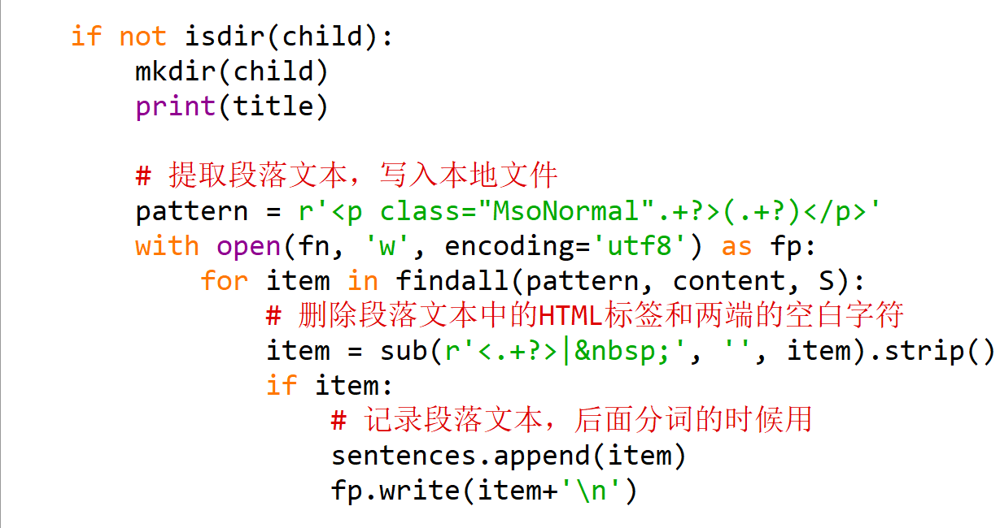 if not isdir(child):
    mkdir(child)
    print(title)

    # 提取段落文本，写入本地文件
    pattern = r'<p class="MsoNormal".+?>(.+?)</p>'
    with open(fn, 'w', encoding='utf8') as fp:
        for item in findall(pattern, content, S):
            # 删除段落文本中的HTML标签和两端的空白字符
            item = sub(r'<.+?>|&nbsp;', '', item).strip()
            if item:
                # 记录段落文本，后面分词的时候用
                sentences.append(item)
                fp.write(item+'\n')